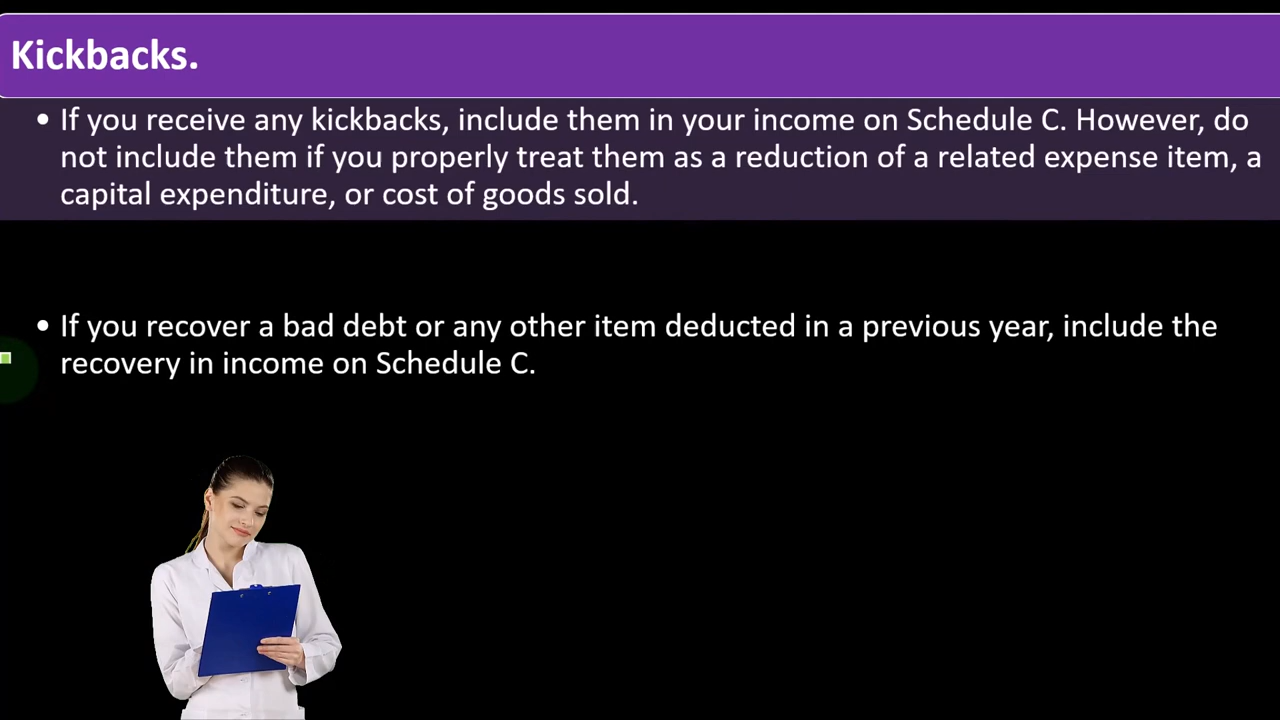 Kickbacks.
• If you receive any kickbacks, include them in your income on Schedule C. However, do
not include them if you properly treat them as a reduction of a related expense item, a
capital expenditure, or cost of goods sold.
• If you recover a bad debt or any other item deducted in a previous year, include the
recovery in income on Schedule C.